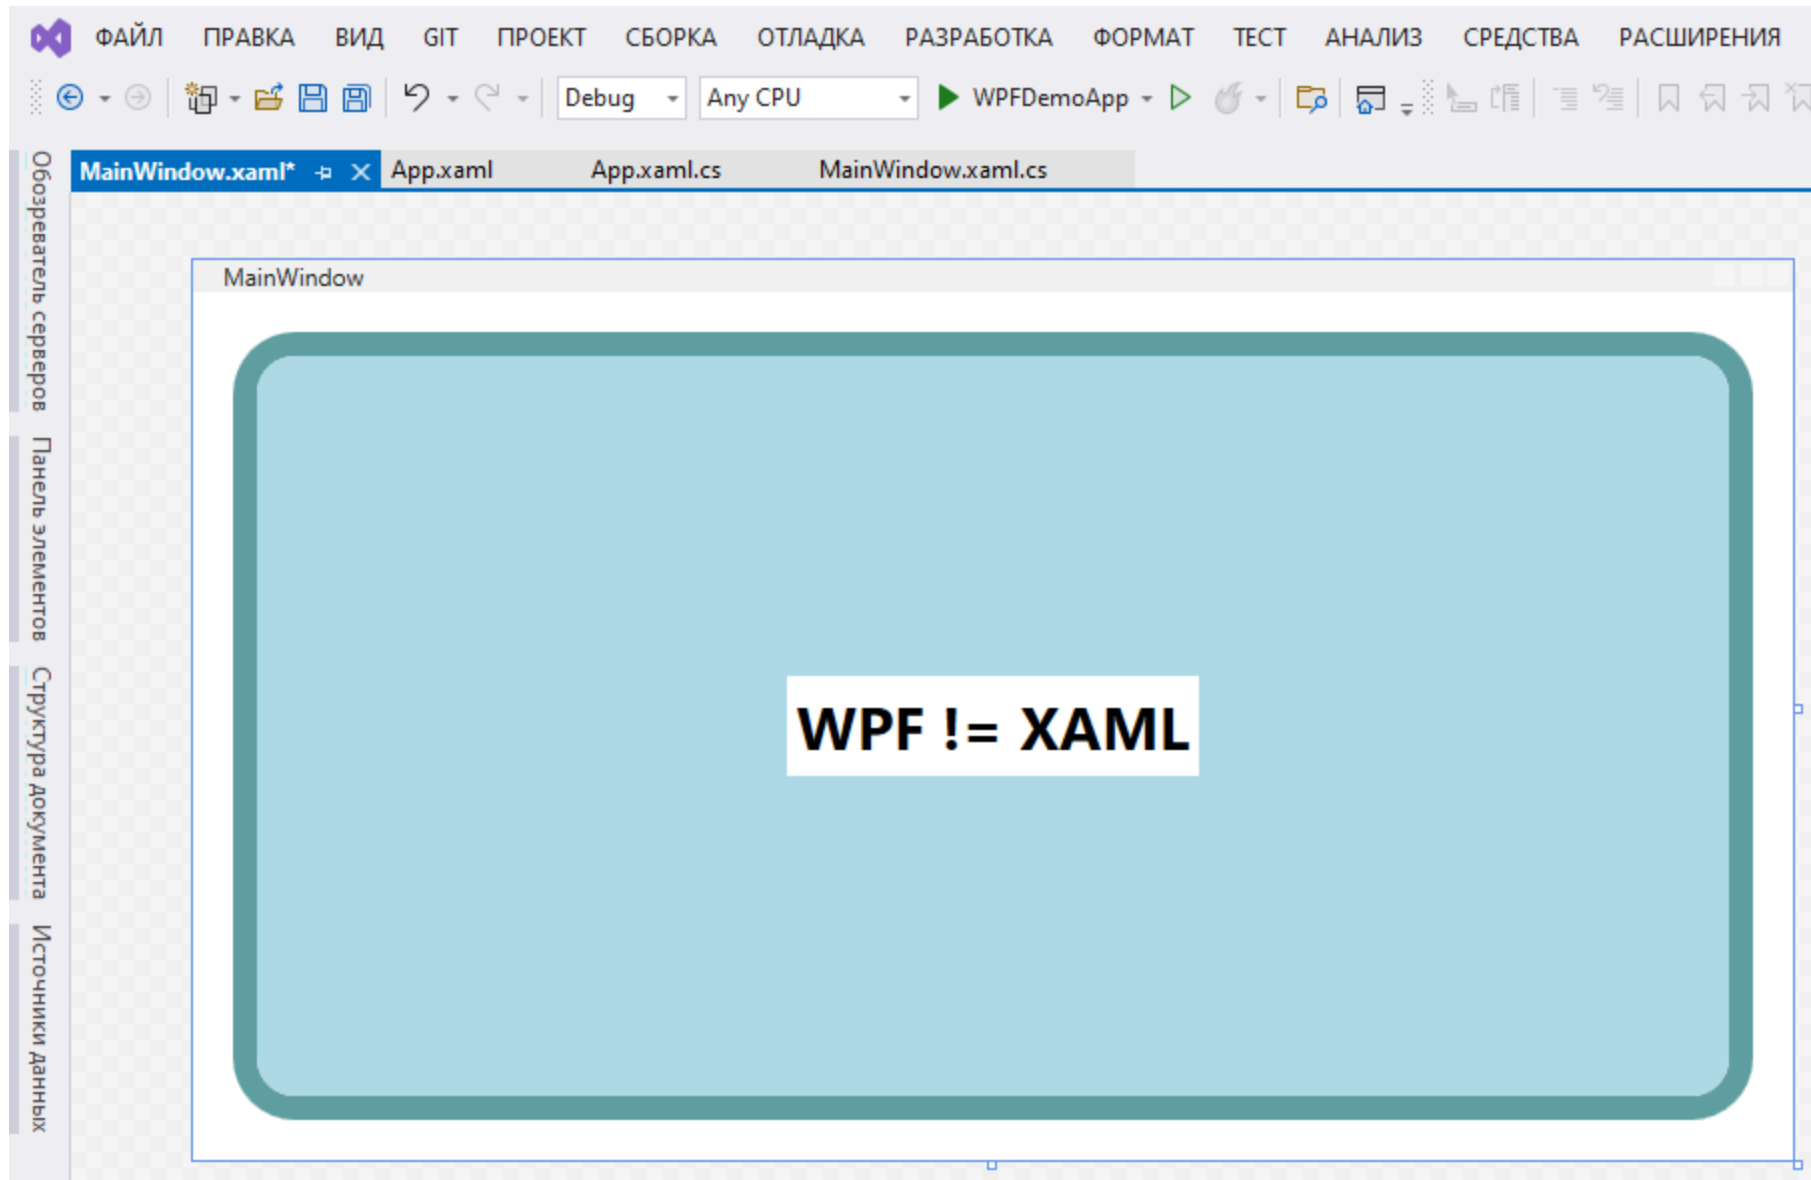 ФАЙЛ ПРАВКА ВИД GIT ПРОЕКТ СБОРКА ОТЛАДКА РАЗРАБОТКА ФОРМАТ ТЕСТ АНАЛИЗ СРЕДСТВА РАСШИРЕНИЯ
Debug Any CPU WPFDemoApp
MainWindow.xaml* App.xaml App.xaml.cs MainWindow.xaml.cs
Обозреватель серверов
Панель элементов
Структура документа
Источники данных
MainWindow
WPF != XAML